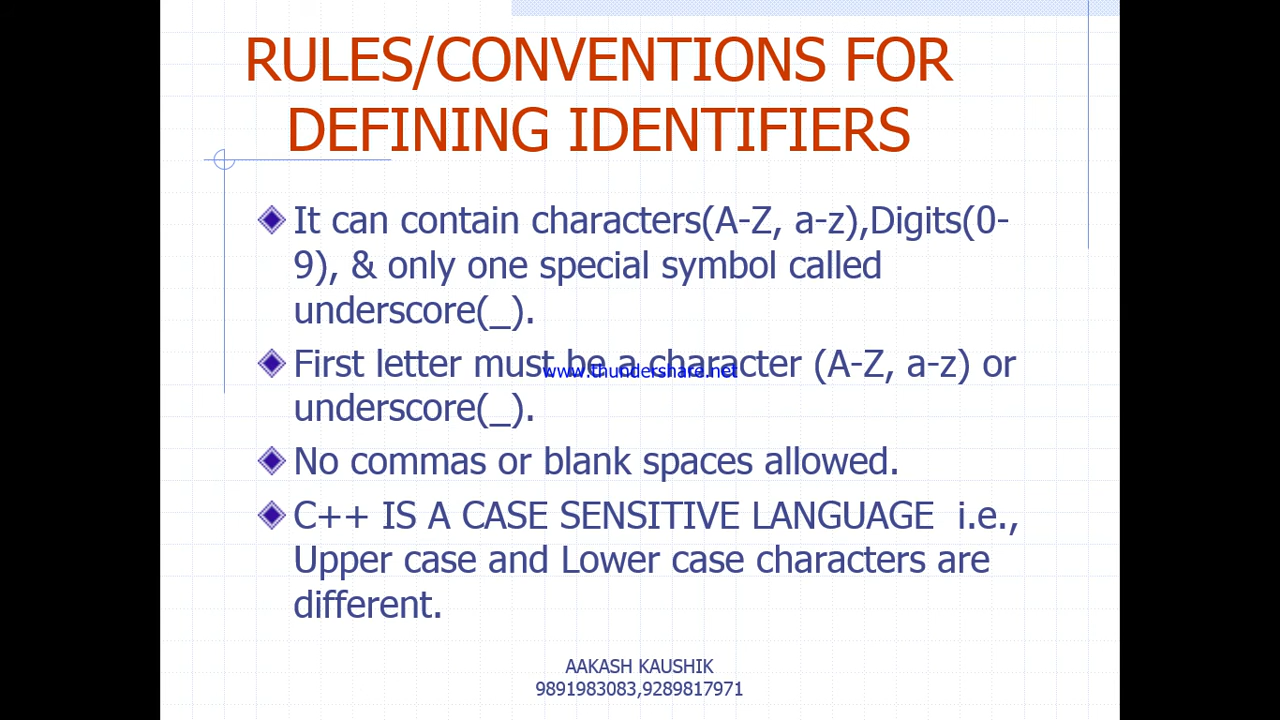 RULES/CONVENTIONS FOR
DEFINING IDENTIFIERS
It can contain characters(A-Z, a-z),Digits(0-
9), & only one special symbol called
underscore(_).
First letter must be a character (A-Z, a-z) or
www.thundershare.net
underscore(_).
No commas or blank spaces allowed.
C++ IS A CASE SENSITIVE LANGUAGE i.e.,
Upper case and Lower case characters are
different.
AAKASH KAUSHIK
9891983083,9289817971